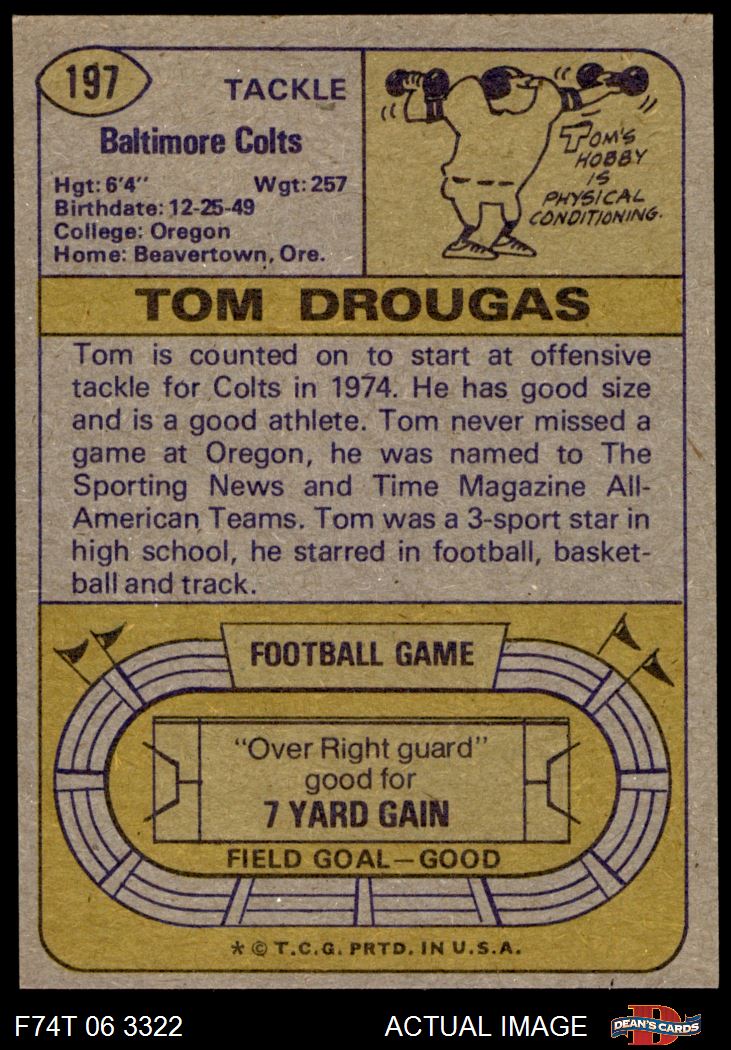 197
TACKLE
Baltimore Colts
Hgt: 6'4" Wgt: 257
Birthdate: 12-25-49
College: Oregon
Home: Beavertown, Ore.
TOM'S
HOBBY
IS
PHYSICAL
CONDITIONING.
TOM DROUGAS
Tom is counted on to start at offensive
tackle for Colts in 1974. He has good size
and is a good athlete. Tom never missed a
game at Oregon, he was named to The
Sporting News and Time Magazine All-
American Teams. Tom was a 3-sport star in
high school, he starred in football, basket-
ball and track.
FOOTBALL GAME
"Over Right guard"
good for
7 YARD GAIN
FIELD GOAL—GOOD
* © T.C.G. PRTD. IN U.S.A.
F74T 06 3322 ACTUAL IMAGE
DEAN'S CARDS